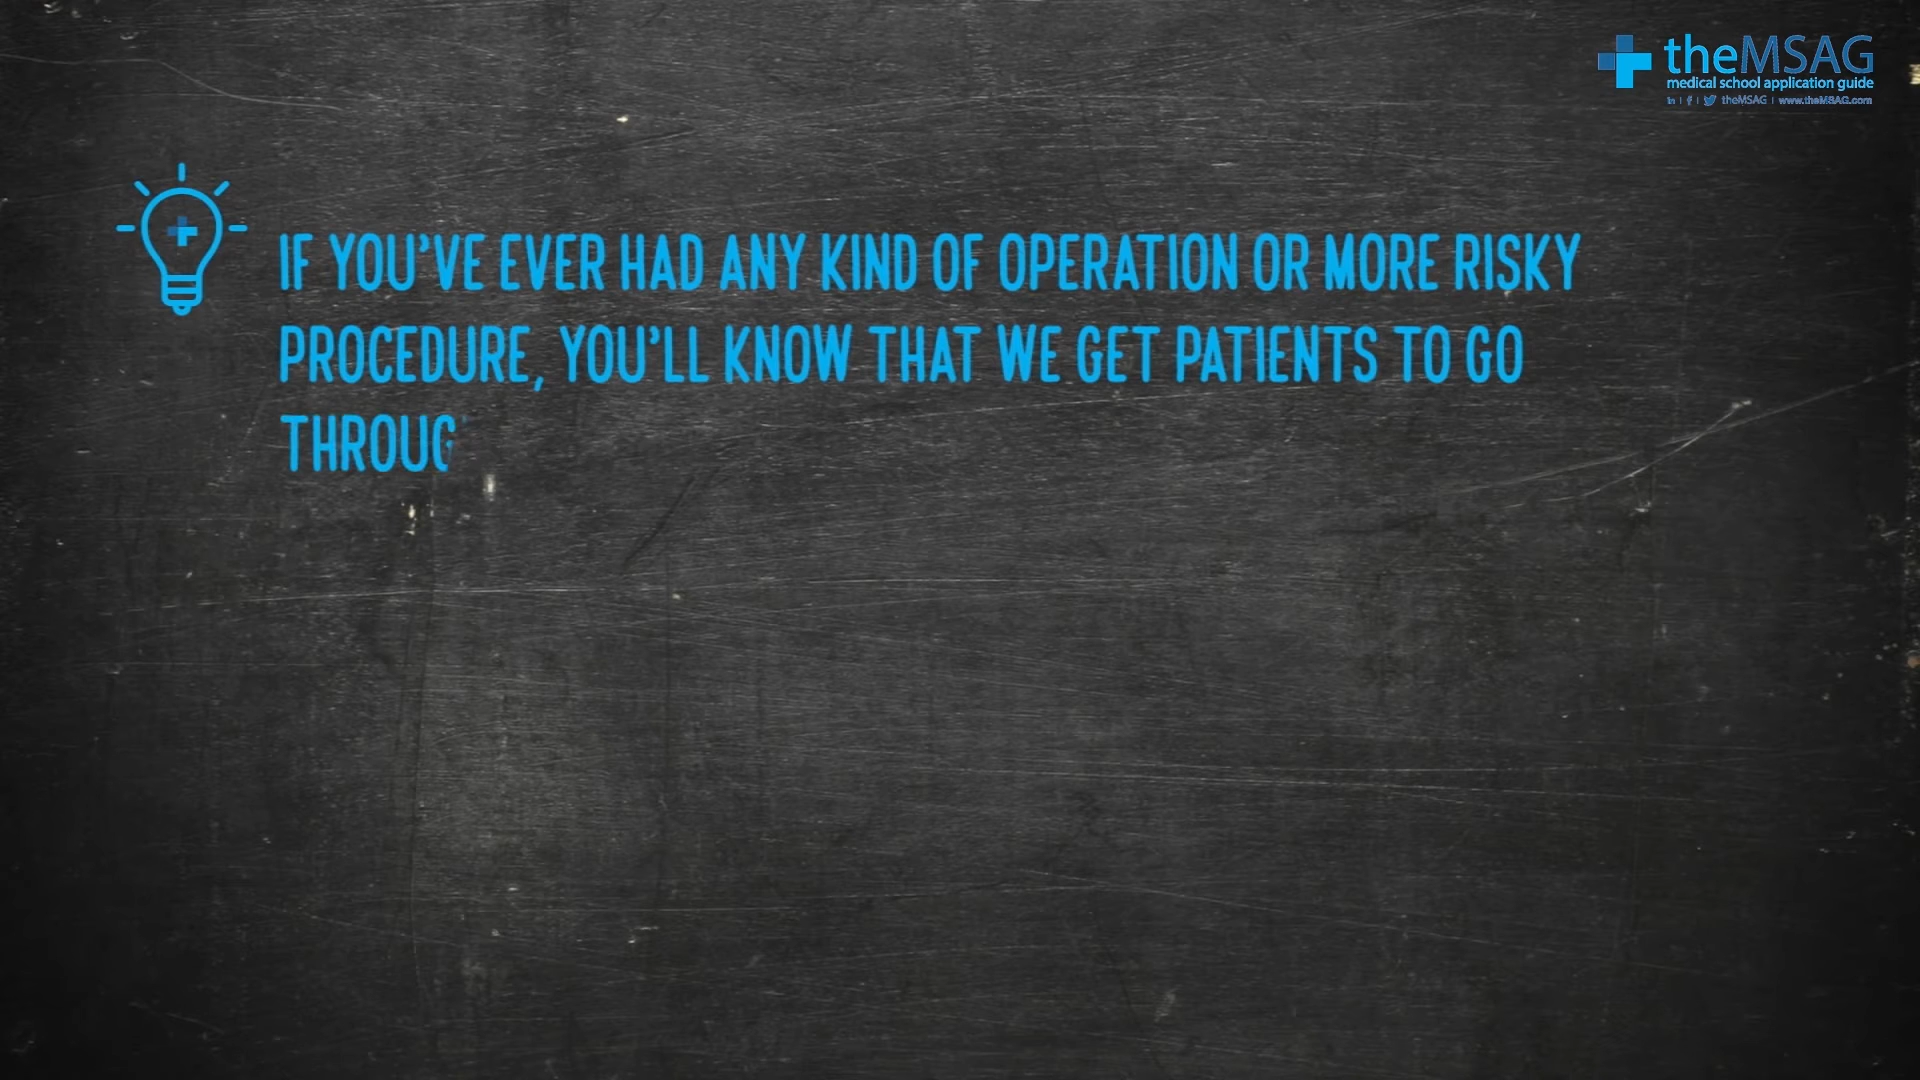 theMSAG
medical school application guide
in | f | theMSAG | www.theMSAG.com
IF YOU'VE EVER HAD ANY KIND OF OPERATION OR MORE RISKY
PROCEDURE, YOU'LL KNOW THAT WE GET PATIENTS TO GO
THROUG